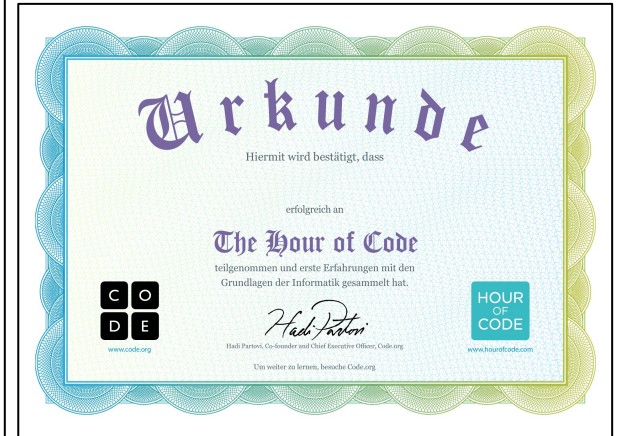 Urkunde
Hiermit wird bestätigt, dass
erfolgreich an
The Hour of Code
teilgenommen und erste Erfahrungen mit den
Grundlagen der Informatik gesammelt hat.
C O
D E
www.code.org
Hadi Partovi
Hadi Partovi, Co-founder and Chief Executive Officer, Code.org
Um weiter zu lernen, besuche Code.org
HOUR
OF
CODE
www.hourofcode.com